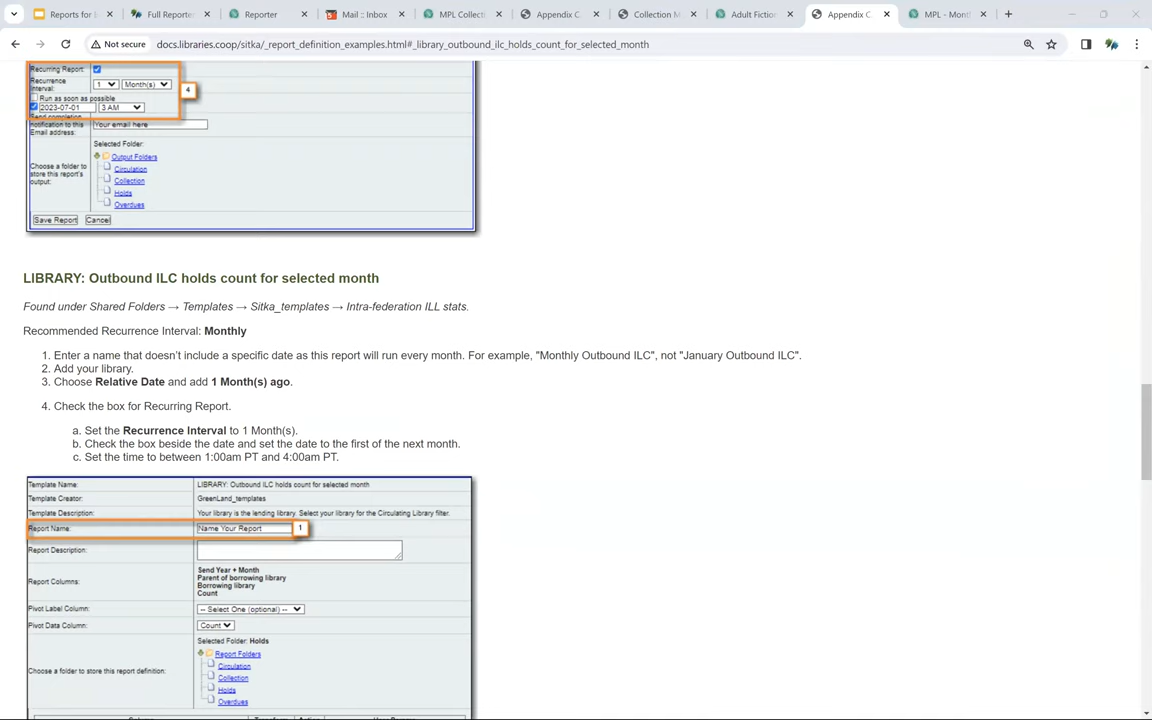 Reports for l
Full Reporte
Reporter
Mail :: Inbox
MPL Collecti
Appendix C
Collection M
Adult Fictio
Appendix C
MPL - Mont
Not secure
docs.libraries.coop/sitka/_report_definition_examples.html#_library_outbound_ilc_holds_count_for_selected_month
Recurring Report:
Recurrence
Interval:
1 Month(s)
4
Run as soon as possible
2023-07-01 3 AM
Send completion
notification to this
Email address:
Your email here
Selected Folder:
Choose a folder to
store this report's
output:
Output Folders
Circulation
Collection
Holds
Overdues
Save Report Cancel
LIBRARY: Outbound ILC holds count for selected month
Found under Shared Folders → Templates → Sitka_templates → Intra-federation ILL stats.
Recommended Recurrence Interval: Monthly
1. Enter a name that doesn't include a specific date as this report will run every month. For example, "Monthly Outbound ILC", not "January Outbound ILC".
2. Add your library.
3. Choose Relative Date and add 1 Month(s) ago.
4. Check the box for Recurring Report.
a. Set the Recurrence Interval to 1 Month(s).
b. Check the box beside the date and set the date to the first of the next month.
c. Set the time to between 1:00am PT and 4:00am PT.
Template Name: LIBRARY: Outbound ILC holds count for selected month
Template Creator: GreenLand_templates
Template Description: Your library is the lending library. Select your library for the Circulating Library filter.
Report Name: Name Your Report 1
Report Description:
Report Columns:
Send Year + Month
Parent of borrowing library
Borrowing library
Count
Pivot Label Column: -- Select One (optional) --
Pivot Data Column: Count
Selected Folder: Holds
Choose a folder to store this report definition:
Report Folders
Circulation
Collection
Holds
Overdues